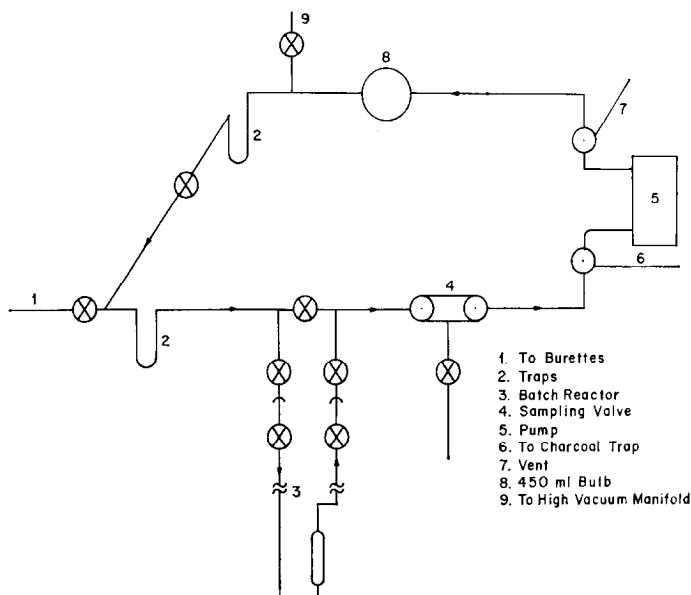 9
8
7
2
5
6
1
4
2
3
1. To Burettes
2. Traps
3. Batch Reactor
4. Sampling Valve
5. Pump
6. To Charcoal Trap
7. Vent
8. 450 ml Bulb
9. To High Vacuum Manifold